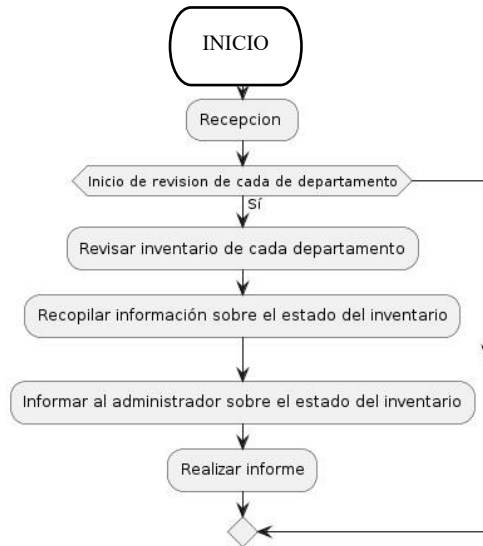 INICIO
Recepcion
Inicio de revision de cada de departamento
Sí
Revisar inventario de cada departamento
Recopilar información sobre el estado del inventario
Informar al administrador sobre el estado del inventario
Realizar informe